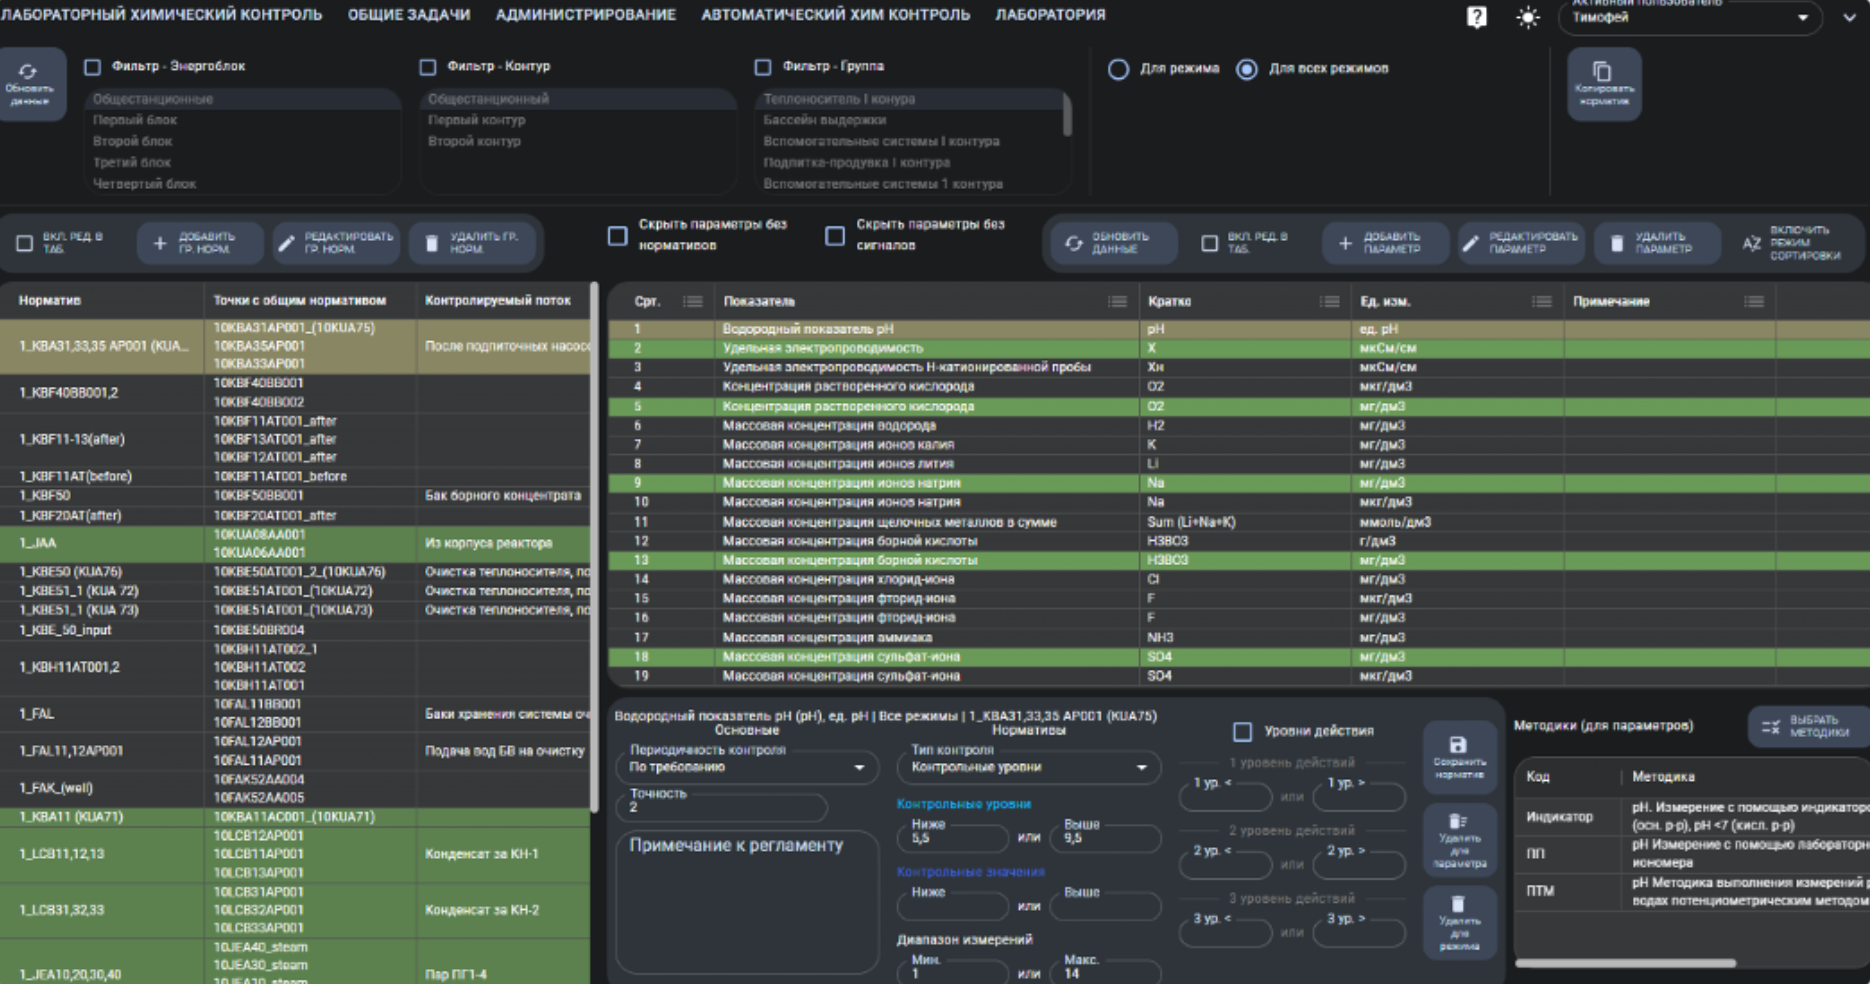 ЛАБОРАТОРНЫЙ ХИМИЧЕСКИЙ КОНТРОЛЬ ОБЩИЕ ЗАДАЧИ АДМИНИСТРИРОВАНИЕ АВТОМАТИЧЕСКИЙ ХИМ КОНТРОЛЬ ЛАБОРАТОРИЯ
Активный пользователь
Тимофей
Обновить
данные
Фильтр - Энергоблок
Общестанционные
Первый блок
Второй блок
Третий блок
Четвертый блок
Фильтр - Контур
Общестанционный
Первый контур
Второй контур
Фильтр - Группа
Теплоноситель I конура
Бассейн выдержки
Вспомогательные системы I контура
Подпитка-продувка I контура
Вспомогательные системы 1 контура
Для режима Для всех режимов
Копировать
норматив
ВКЛ. РЕД. В
ТАБ.
ДОБАВИТЬ
ГР. НОРМ.
РЕДАКТИРОВАТЬ
ГР. НОРМ.
УДАЛИТЬ ГР.
НОРМ.
Скрыть параметры без
нормативов
Скрыть параметры без
сигналов
ОБНОВИТЬ
ДАННЫЕ
ВКЛ. РЕД. В
ТАБ.
ДОБАВИТЬ
ПАРАМЕТР
РЕДАКТИРОВАТЬ
ПАРАМЕТР
УДАЛИТЬ
ПАРАМЕТР
ВКЛЮЧИТЬ
РЕЖИМ
СОРТИРОВКИ
Норматив Точки с общим нормативом Контролируемый поток
1_KBA31,33,35 AP001 (KUA...
10KBA31AP001_(10KUA75)
10KBA35AP001
10KBA33AP001
После подпиточных насосо
1_KBF40BB001,2
10KBF40BB001
10KBF40BB002
1_KBF11-13(after)
10KBF11AT001_after
10KBF13AT001_after
10KBF12AT001_after
1_KBF11AT(before) 10KBF11AT001_before
1_KBF50 10KBF50BB001 Бак борного концентрата
1_KBF20AT(after) 10KBF20AT001_after
1_JAA
10KUA08AA001
10KUA06AA001
Из корпуса реактора
1_KBE50 (KUA76) 10KBE50AT001_2_(10KUA76) Очистка теплоносителя, по
1_KBE51_1 (KUA 72) 10KBE51AT001_(10KUA72) Очистка теплоносителя, по
1_KBE51_1 (KUA 73) 10KBE51AT001_(10KUA73) Очистка теплоносителя, по
1_KBE_50_input 10KBE50BR004
1_KBH11AT001,2
10KBH11AT002_1
10KBH11AT002
10KBH11AT001
1_FAL
10FAL11BB001
10FAL12BB001
Баки хранения системы оч
1_FAL11,12AP001
10FAL12AP001
10FAL11AP001
Подача вод БВ на очистку
1_FAK_(well)
10FAK52AA004
10FAK52AA005
1_KBA11 (KUA71) 10KBA11AC001_(10KUA71)
1_LCB11,12,13
10LCB12AP001
10LCB11AP001
10LCB13AP001
Конденсат за КН-1
1_LCB31,32,33
10LCB31AP001
10LCB32AP001
10LCB33AP001
Конденсат за КН-2
1_JEA10,20,30,40
10JEA40_steam
10JEA30_steam
10JEA10_steam
Пар ПГ1-4
Срт. Показатель Кратко Ед. изм. Примечание
1 Водородный показатель pH pH ед. pH
2 Удельная электропроводимость X мкСм/см
3 Удельная электропроводимость Н-катионированной пробы Xн мкСм/см
4 Концентрация растворенного кислорода O2 мкг/дм3
5 Концентрация растворенного кислорода O2 мг/дм3
6 Массовая концентрация водорода H2 мг/дм3
7 Массовая концентрация ионов калия K мг/дм3
8 Массовая концентрация ионов лития Li мг/дм3
9 Массовая концентрация ионов натрия Na мг/дм3
10 Массовая концентрация ионов натрия Na мкг/дм3
11 Массовая концентрация щелочных металлов в сумме Sum (Li+Na+K) ммоль/дм3
12 Массовая концентрация борной кислоты H3BO3 г/дм3
13 Массовая концентрация борной кислоты H3BO3 мг/дм3
14 Массовая концентрация хлорид-иона Cl мг/дм3
15 Массовая концентрация фторид-иона F мкг/дм3
16 Массовая концентрация фторид-иона F мг/дм3
17 Массовая концентрация аммиака NH3 мг/дм3
18 Массовая концентрация сульфат-иона SO4 мг/дм3
19 Массовая концентрация сульфат-иона SO4 мкг/дм3
Водородный показатель pH (pH), ед. pH | Все режимы | 1_KBA31,33,35 AP001 (KUA75)
Основные
Периодичность контроля
По требованию
Точность
2
Примечание к регламенту
Нормативы
Тип контроля
Контрольные уровни
Контрольные уровни
Ниже Выше
5,5 или 9,5
Контрольные значения
Ниже Выше
или
Диапазон измерений
Мин. Макс.
1 или 14
Уровни действия
1 уровень действий
1 ур. < или 1 ур. >
2 уровень действий
2 ур. < или 2 ур. >
3 уровень действий
3 ур. < или 3 ур. >
Сохранить
норматив
Удалить
для
параметра
Удалить
для
режима
Методики (для параметров)
ВЫБРАТЬ
МЕТОДИКИ
Код Методика
Индикатор
pH. Измерение с помощью индикаторо
(осн. р-р), pH <7 (кисл. р-р)
ПП
pH Измерение с помощью лабораторн
иономера
ПТМ
pH Методика выполнения измерений р
водах потенциометрическим методом